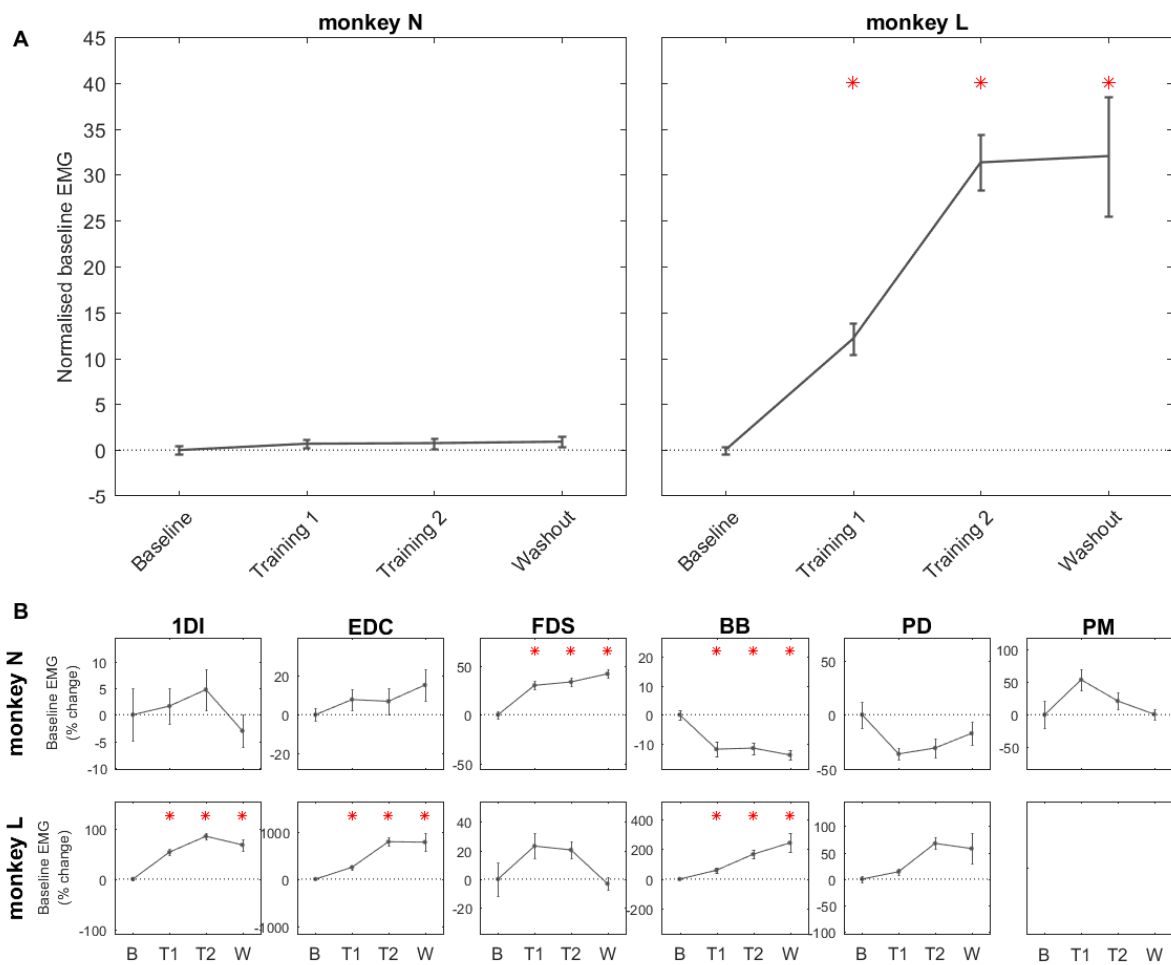 A
monkey N
monkey L
Normalised baseline EMG
45
40
35
30
25
20
15
10
5
0
-5
* * *
Baseline
Training 1
Training 2
Washout
Baseline
Training 1
Training 2
Washout
B
1DI
EDC
FDS
BB
PD
PM
monkey N
Baseline EMG
(% change)
10
5
0
-5
-10
20
0
-20
* * *
50
0
-50
* * *
20
10
0
-10
50
0
-50
100
50
0
-50
monkey L
Baseline EMG
(% change)
* * *
100
0
-100
* * *
1000
0
-1000
40
20
0
-20
* * *
400
200
0
-200
100
50
0
-50
-100
B T1 T2 W
B T1 T2 W
B T1 T2 W
B T1 T2 W
B T1 T2 W
B T1 T2 W